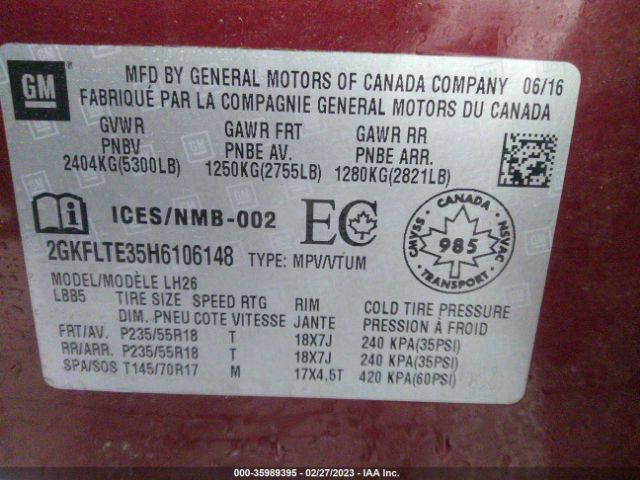 GM
MFD BY GENERAL MOTORS OF CANADA COMPANY 06/16
FABRIQUÉ PAR LA COMPAGNIE GENERAL MOTORS DU CANADA
GVWR GAWR FRT GAWR RR
PNBV PNBE AV. PNBE ARR.
2404KG(5300LB) 1250KG(2755LB) 1280KG(2821LB)
ICES/NMB-002 EC
CANADA
CMVSS 985 NSVAC
TRANSPORT
2GKFLTE35H6106148 TYPE: MPV/VTUM
MODEL/MODÈLE LH26
LBB5 TIRE SIZE SPEED RTG RIM COLD TIRE PRESSURE
DIM. PNEU COTE VITESSE JANTE PRESSION À FROID
FRT/AV. P235/55R18 T 18X7J 240 KPA(35PSI)
RR/ARR. P235/55R18 T 18X7J 240 KPA(35PSI)
SPA/SOS T145/70R17 M 17X4.5T 420 KPA(60PSI)
000-35989395 - 02/27/2023 - IAA Inc.